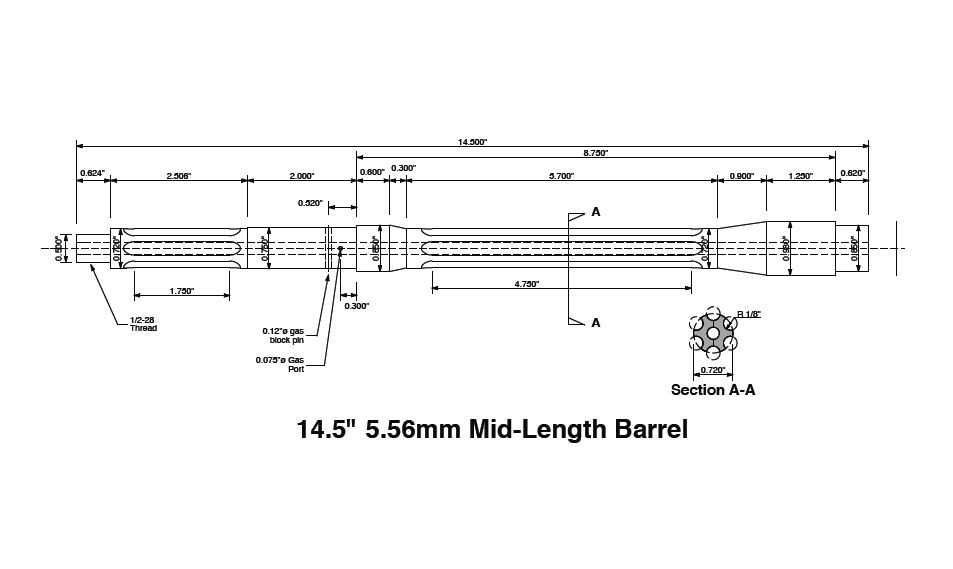 14.500"
8.750"
0.624"
2.506"
2.000"
0.600"
0.300"
5.700"
0.900"
1.250"
0.620"
0.520"
A
0.500"
0.720"
0.750"
0.850"
0.720"
0.980"
0.850"
1.750"
0.300"
4.750"
1/2-28
Thread
0.12"ø gas
block pin
0.075"ø Gas
Port
A
R 1/8"
0.720"
Section A-A
14.5" 5.56mm Mid-Length Barrel